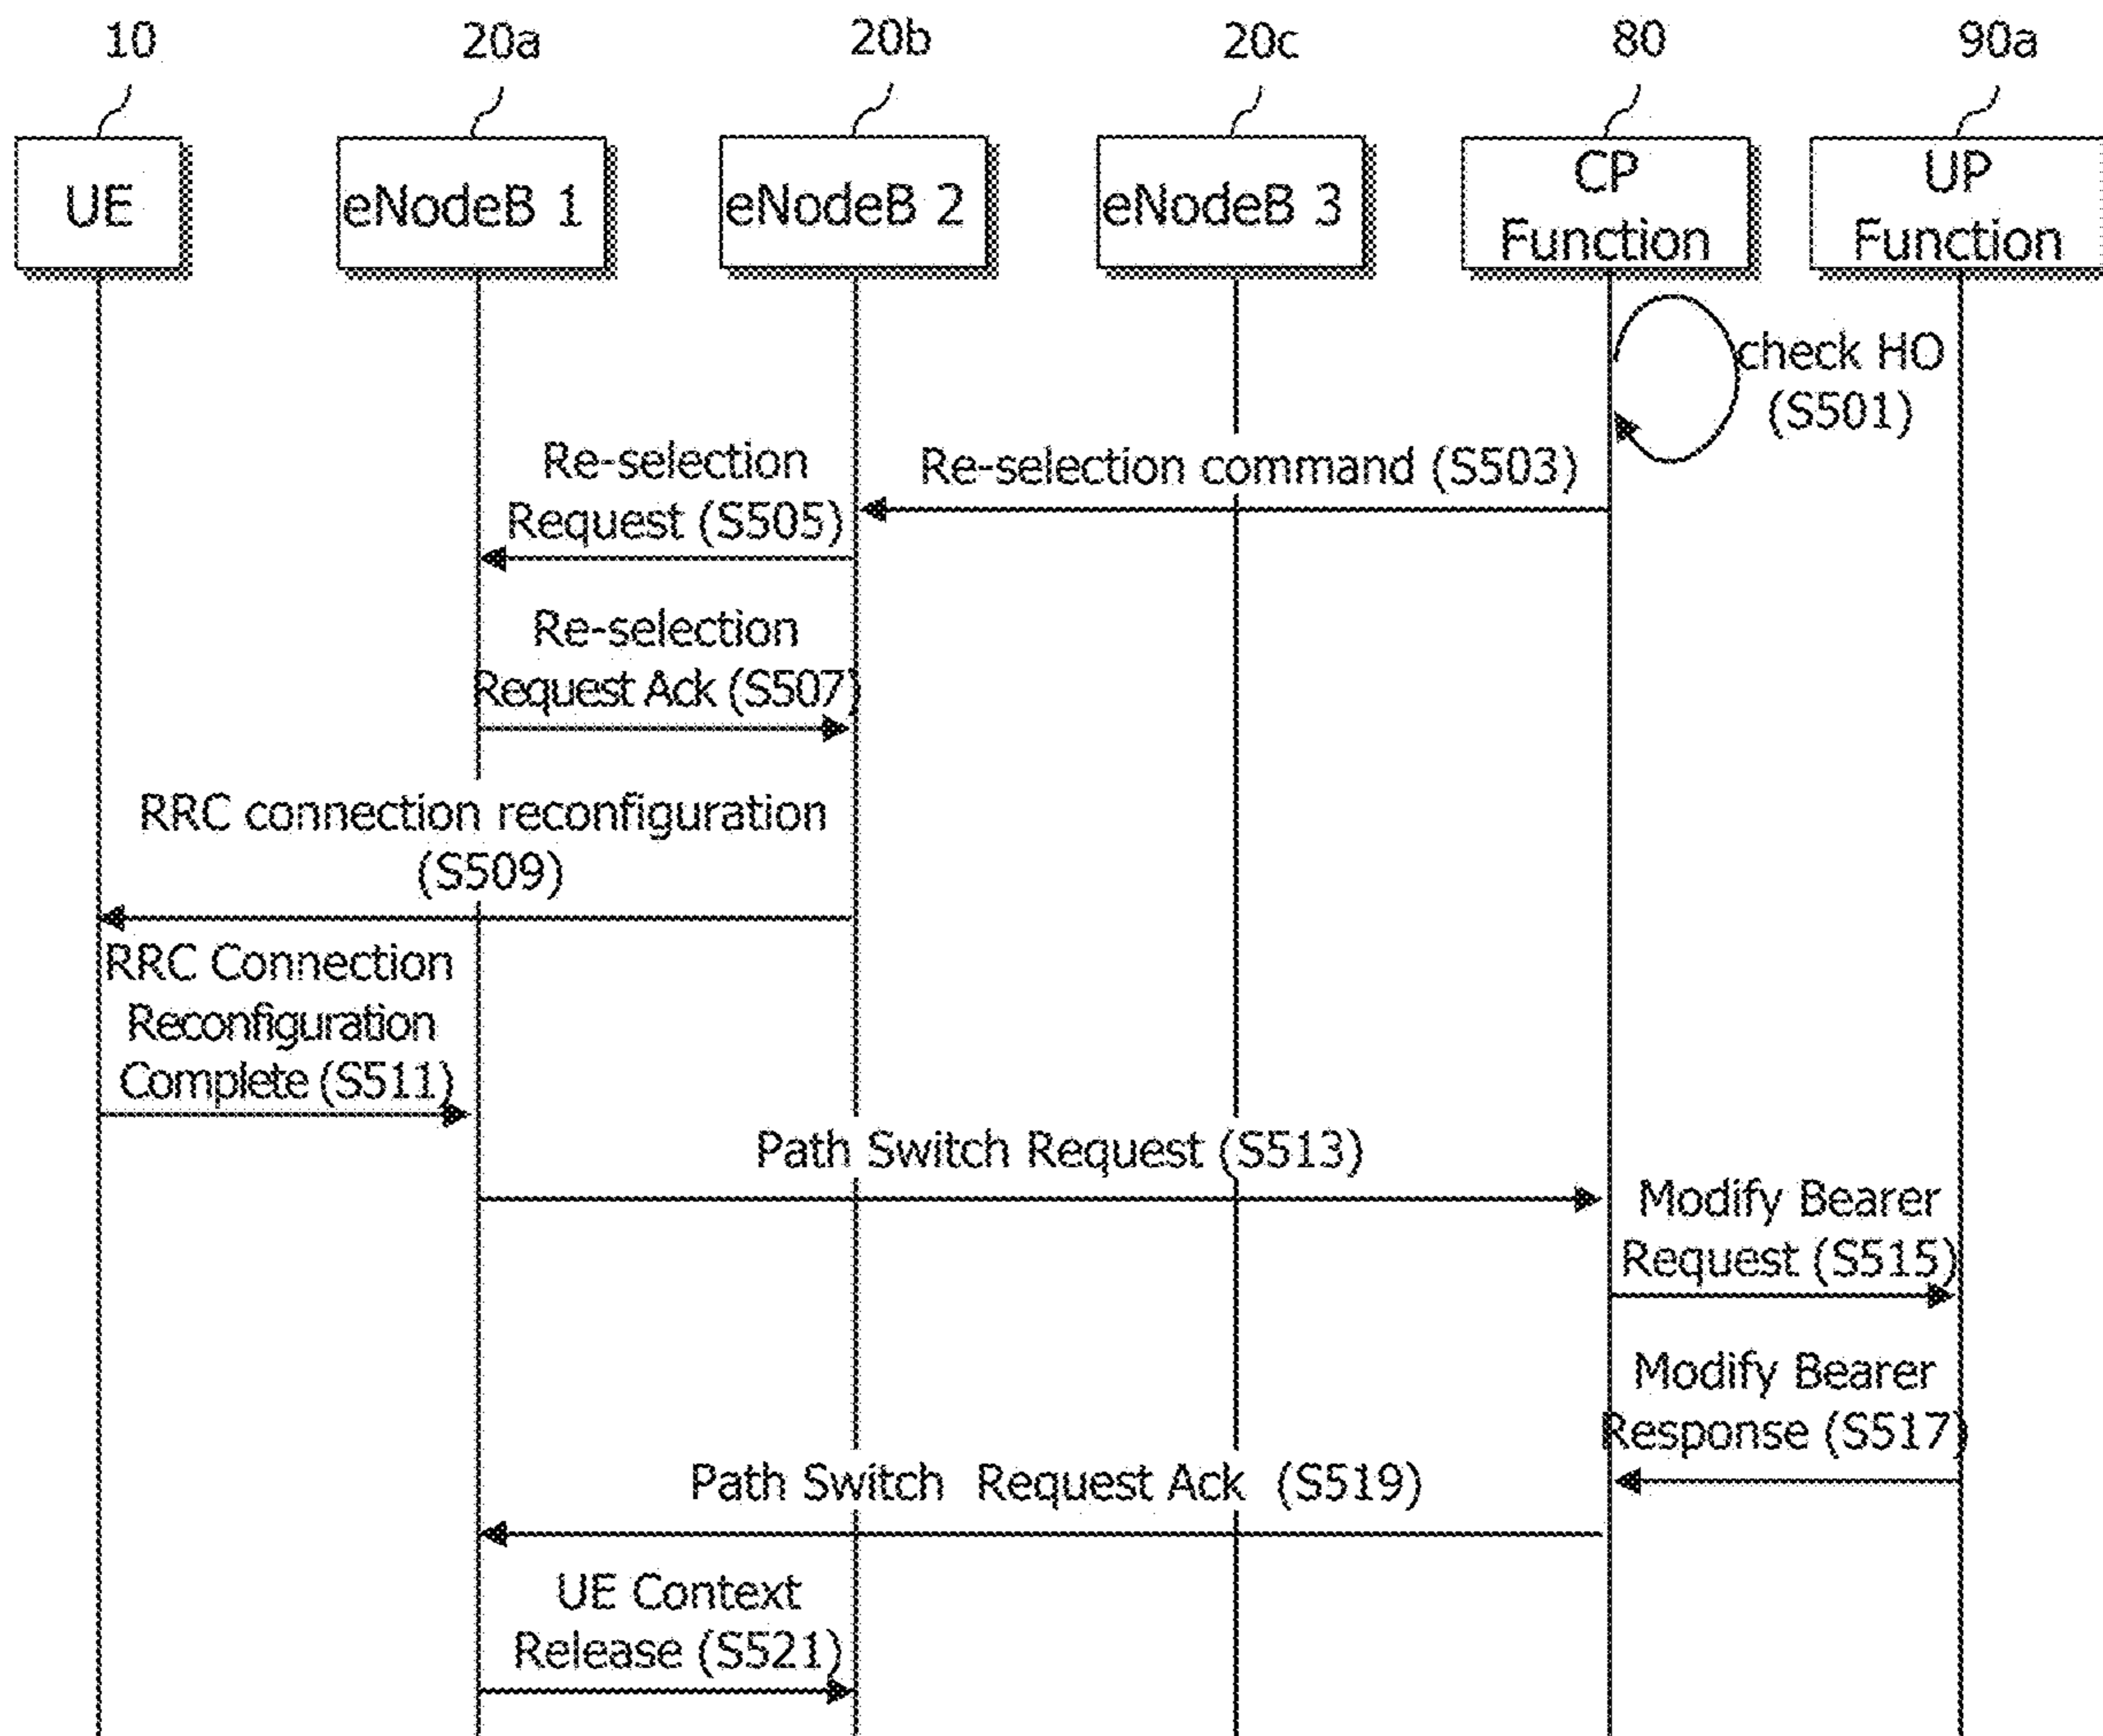 10
20a
20b
20c
80
90a
UE
eNodeB 1
eNodeB 2
eNodeB 3
CP
Function
UP
Function
check HO
(S501)
Re-selection command (S503)
Re-selection
Request (S505)
Re-selection
Request Ack (S507)
RRC connection reconfiguration
(S509)
RRC Connection
Reconfiguration
Complete (S511)
Path Switch Request (S513)
Modify Bearer
Request (S515)
Modify Bearer
Response (S517)
Path Switch Request Ack (S519)
UE Context
Release (S521)